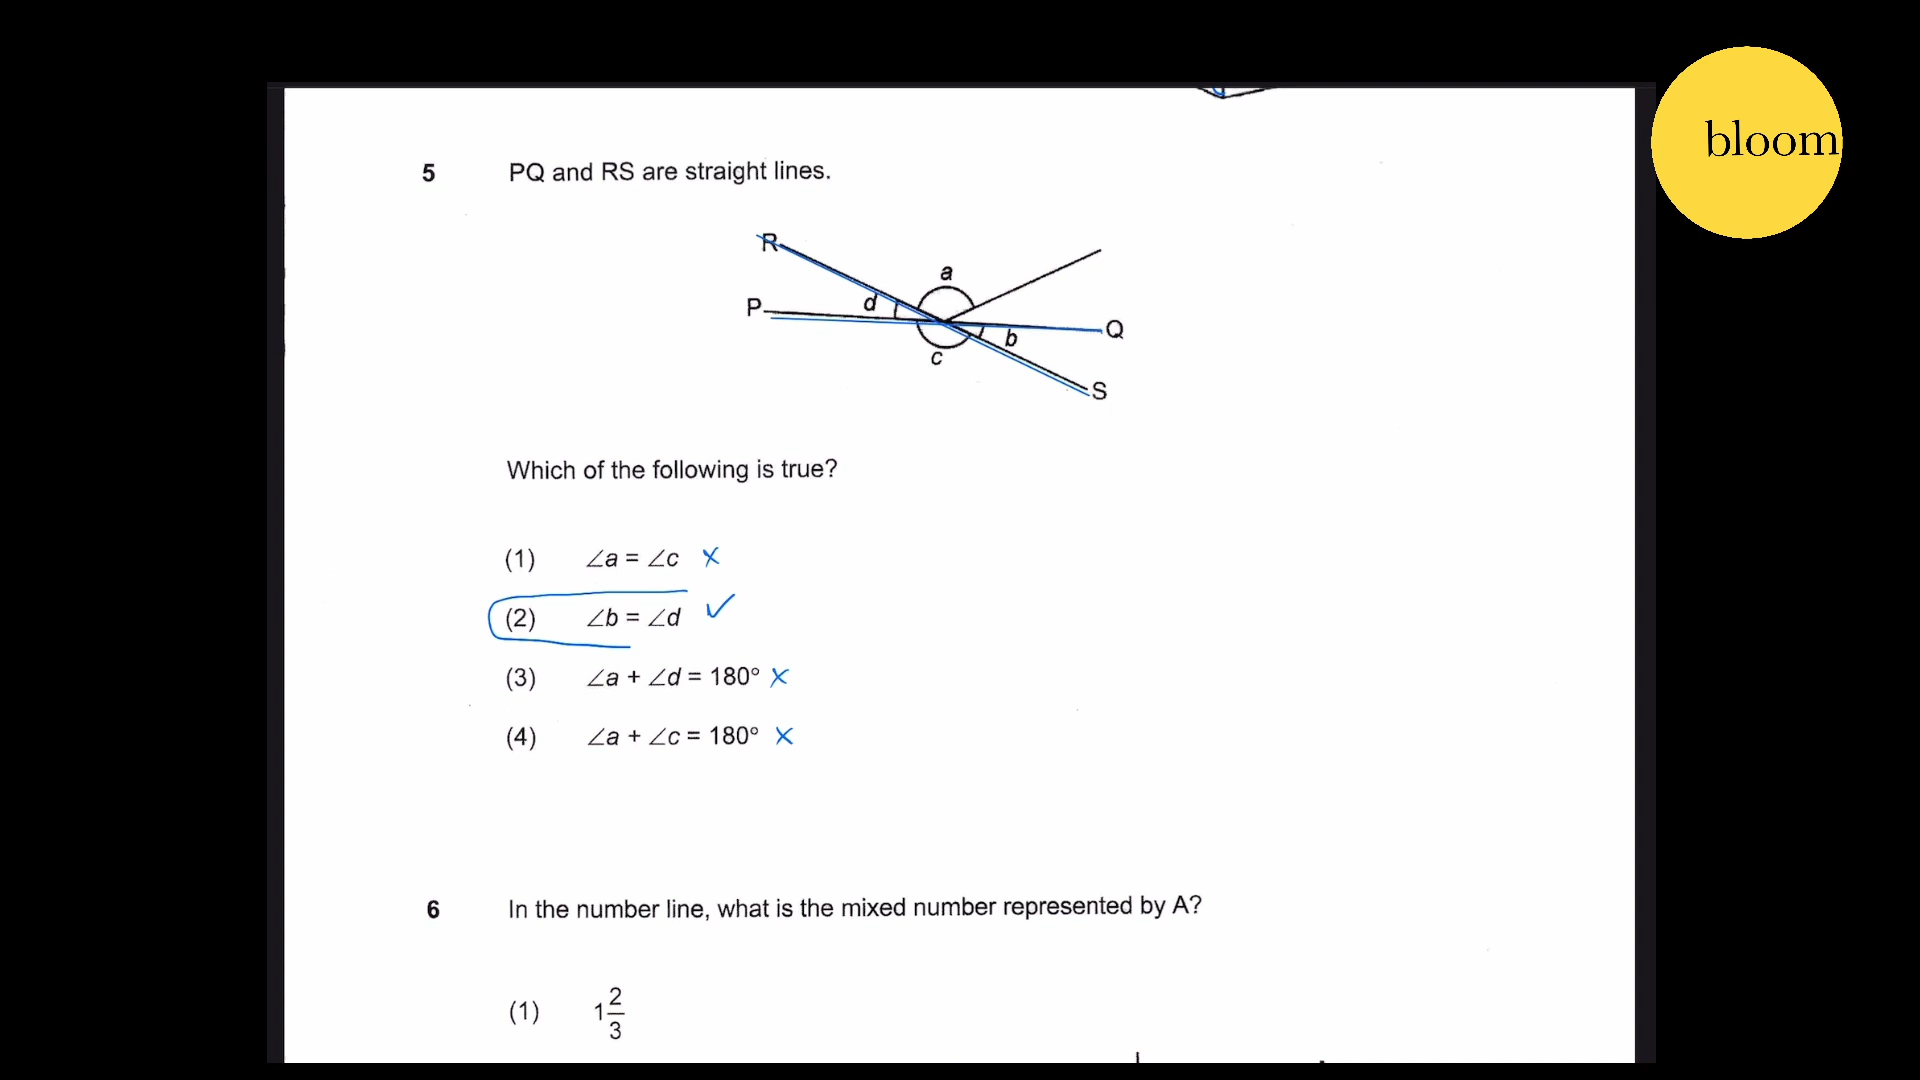 bloom
5 PQ and RS are straight lines.
R
a
P
d
Q
b
c
S
Which of the following is true?
(1) ∠a = ∠c ×
(2) ∠b = ∠d ✓
(3) ∠a + ∠d = 180° ×
(4) ∠a + ∠c = 180° ×
6 In the number line, what is the mixed number represented by A?
(1) 1 2/3